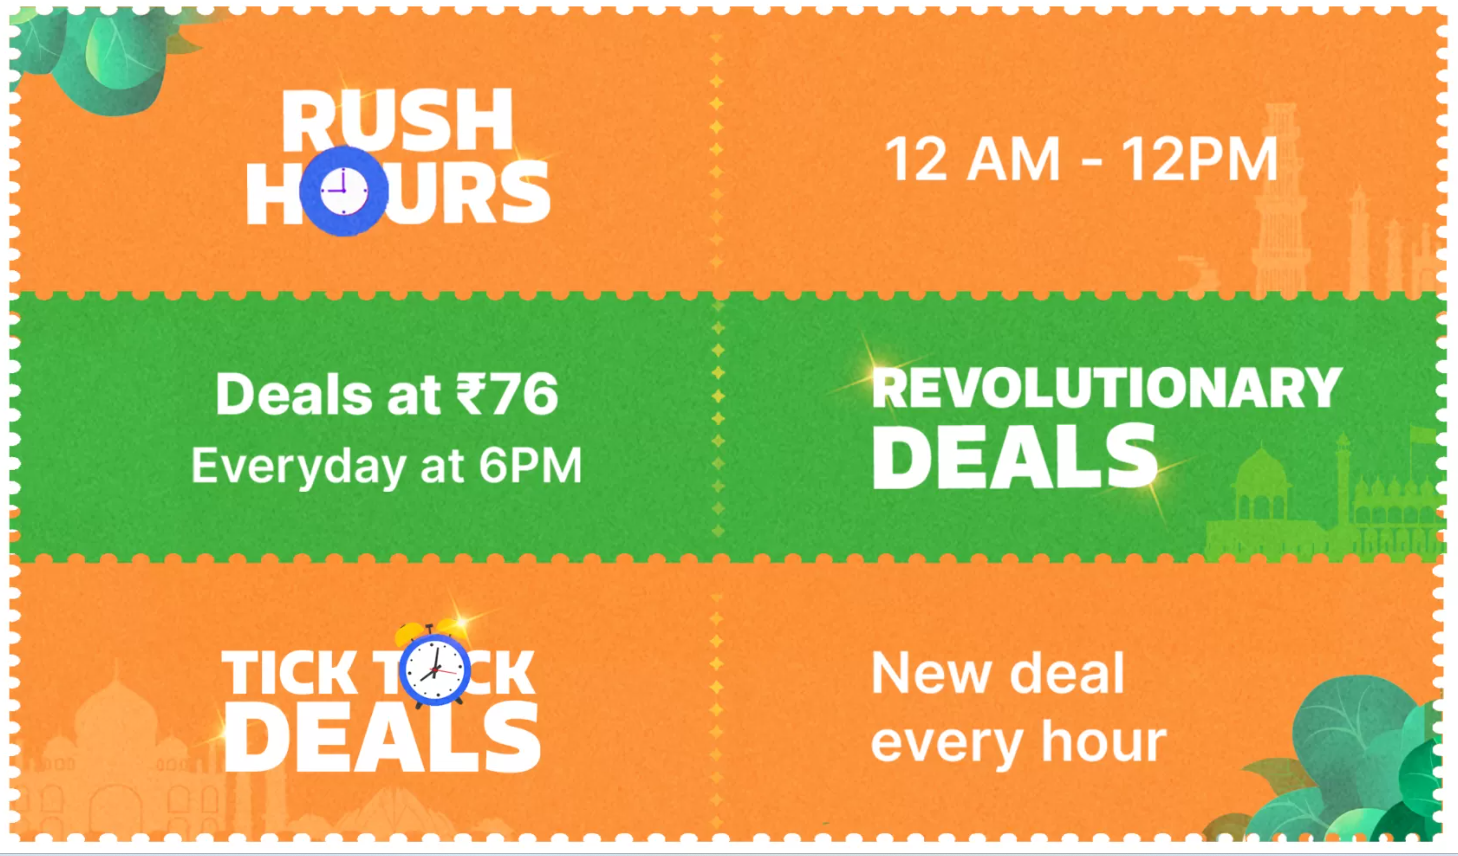 RUSH
HOURS
12 AM - 12PM
Deals at ₹76
Everyday at 6PM
REVOLUTIONARY
DEALS
TICK TOCK
DEALS
New deal
every hour